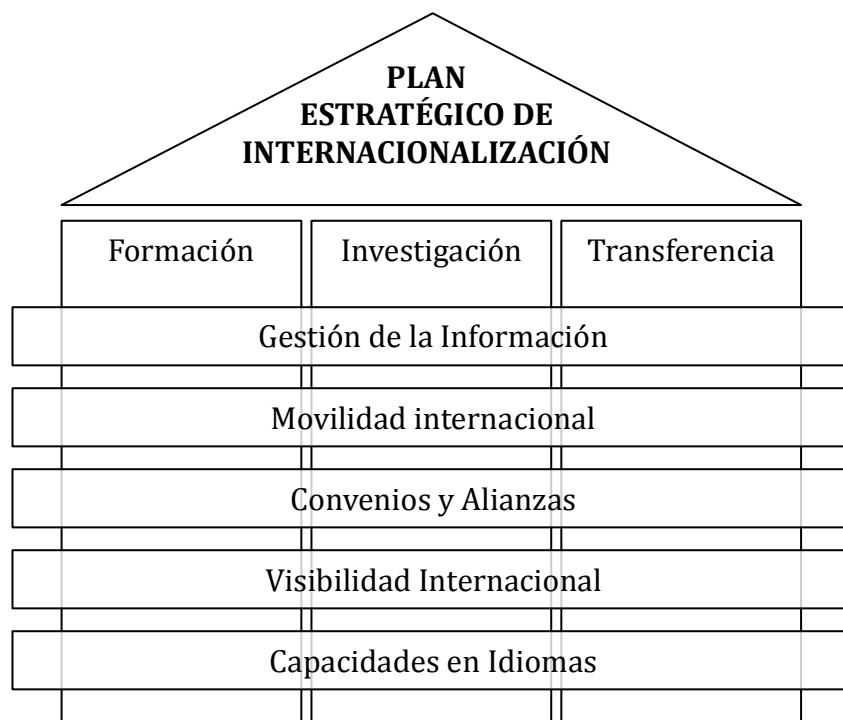 PLAN
ESTRATÉGICO DE
INTERNACIONALIZACIÓN
Formación
Investigación
Transferencia
Gestión de la Información
Movilidad internacional
Convenios y Alianzas
Visibilidad Internacional
Capacidades en Idiomas